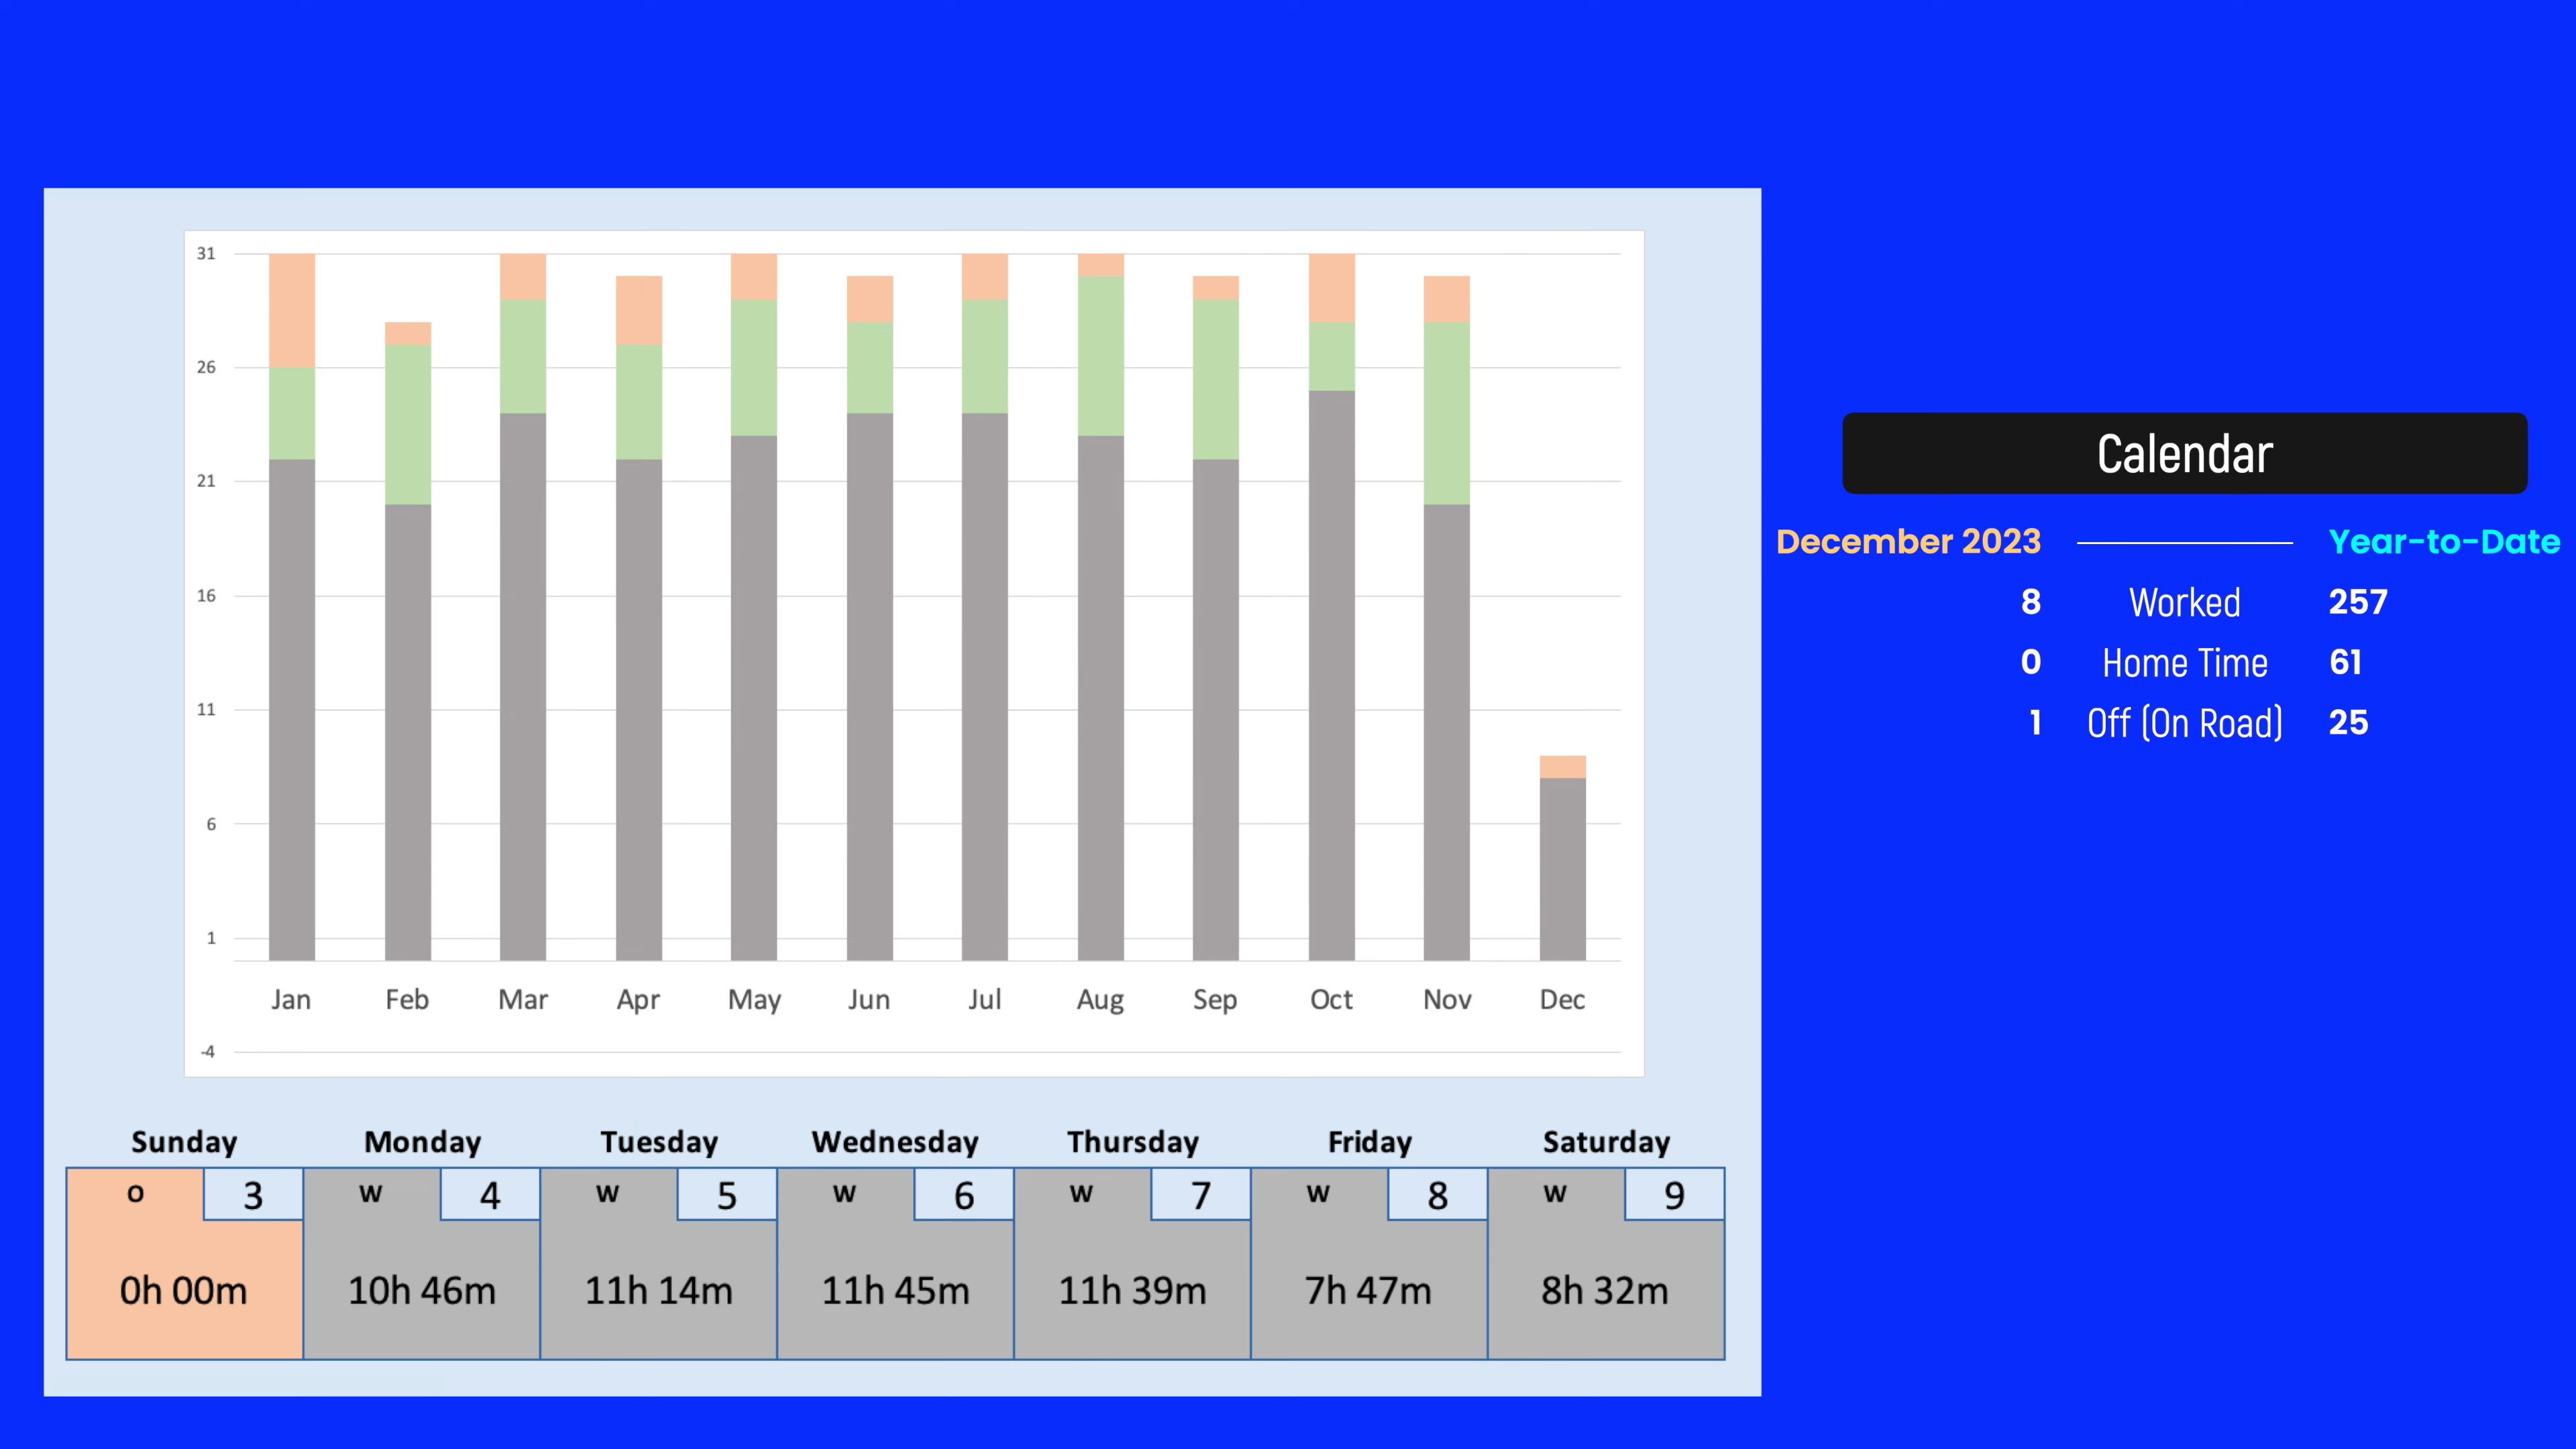 31
26
21
16
11
6
1
-4
Jan Feb Mar Apr May Jun Jul Aug Sep Oct Nov Dec
Sunday Monday Tuesday Wednesday Thursday Friday Saturday
o 3 w 4 w 5 w 6 w 7 w 8 w 9
0h 00m 10h 46m 11h 14m 11h 45m 11h 39m 7h 47m 8h 32m
Calendar
December 2023 Year-to-Date
8 Worked 257
0 Home Time 61
1 Off (On Road) 25